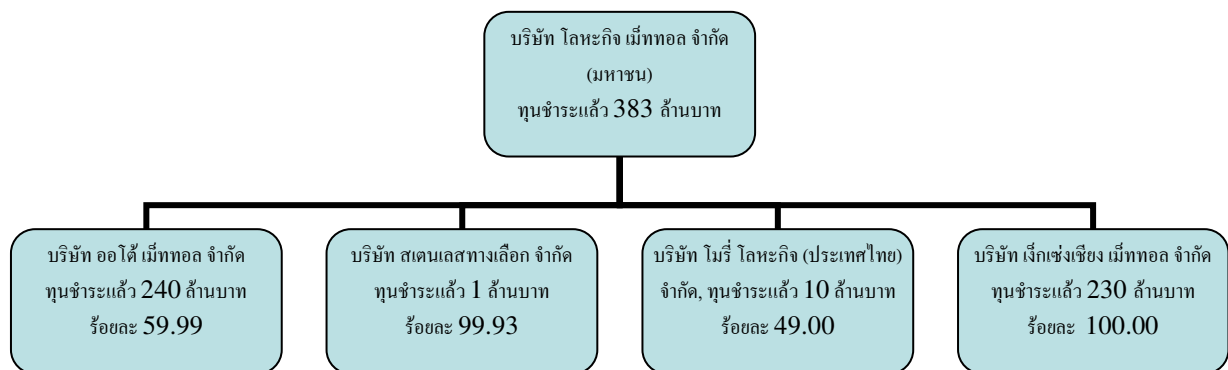 บริษัท โลหะกิจ เม็ททอล จำกัด
(มหาชน)
ทุนชำระแล้ว 383 ล้านบาท
บริษัท ออโต้ เม็ททอล จำกัด
ทุนชำระแล้ว 240 ล้านบาท
ร้อยละ 59.99
บริษัท สเตนเลสทางเลือก จำกัด
ทุนชำระแล้ว 1 ล้านบาท
ร้อยละ 99.93
บริษัท โมรี่ โลหะกิจ (ประเทศไทย)
จำกัด, ทุนชำระแล้ว 10 ล้านบาท
ร้อยละ 49.00
บริษัท เง็กเซ่งเชียง เม็ททอล จำกัด
ทุนชำระแล้ว 230 ล้านบาท
ร้อยละ 100.00